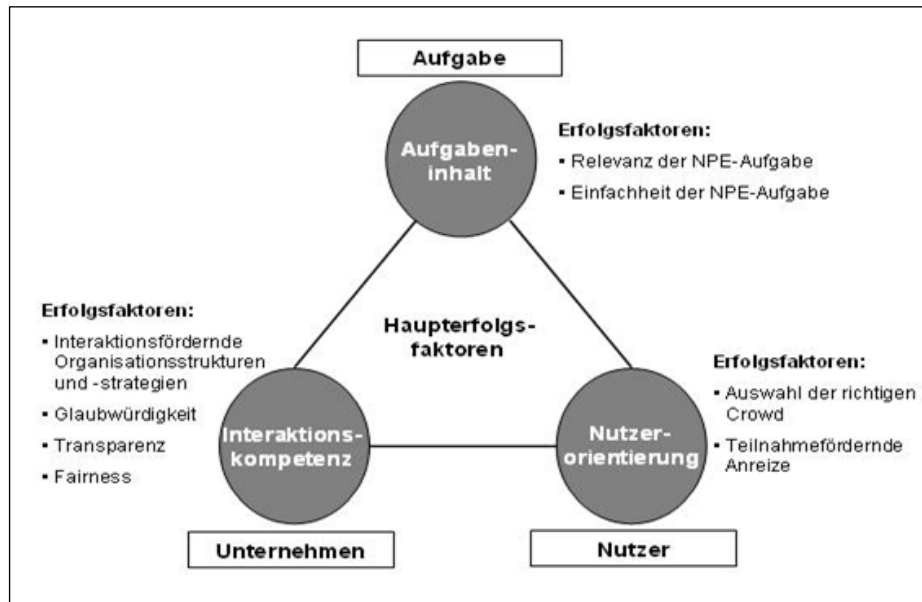 Aufgabe
Aufgaben-
inhalt
Erfolgsfaktoren:
▪ Relevanz der NPE-Aufgabe
▪ Einfachheit der NPE-Aufgabe
Haupterfolgs-
faktoren
Erfolgsfaktoren:
▪ Interaktionsfördernde
Organisationsstrukturen
und -strategien
▪ Glaubwürdigkeit
▪ Transparenz
▪ Fairness
Interaktions-
kompetenz
Unternehmen
Erfolgsfaktoren:
▪ Auswahl der richtigen
Crowd
▪ Teilnahmefördernde
Anreize
Nutzer-
orientierung
Nutzer